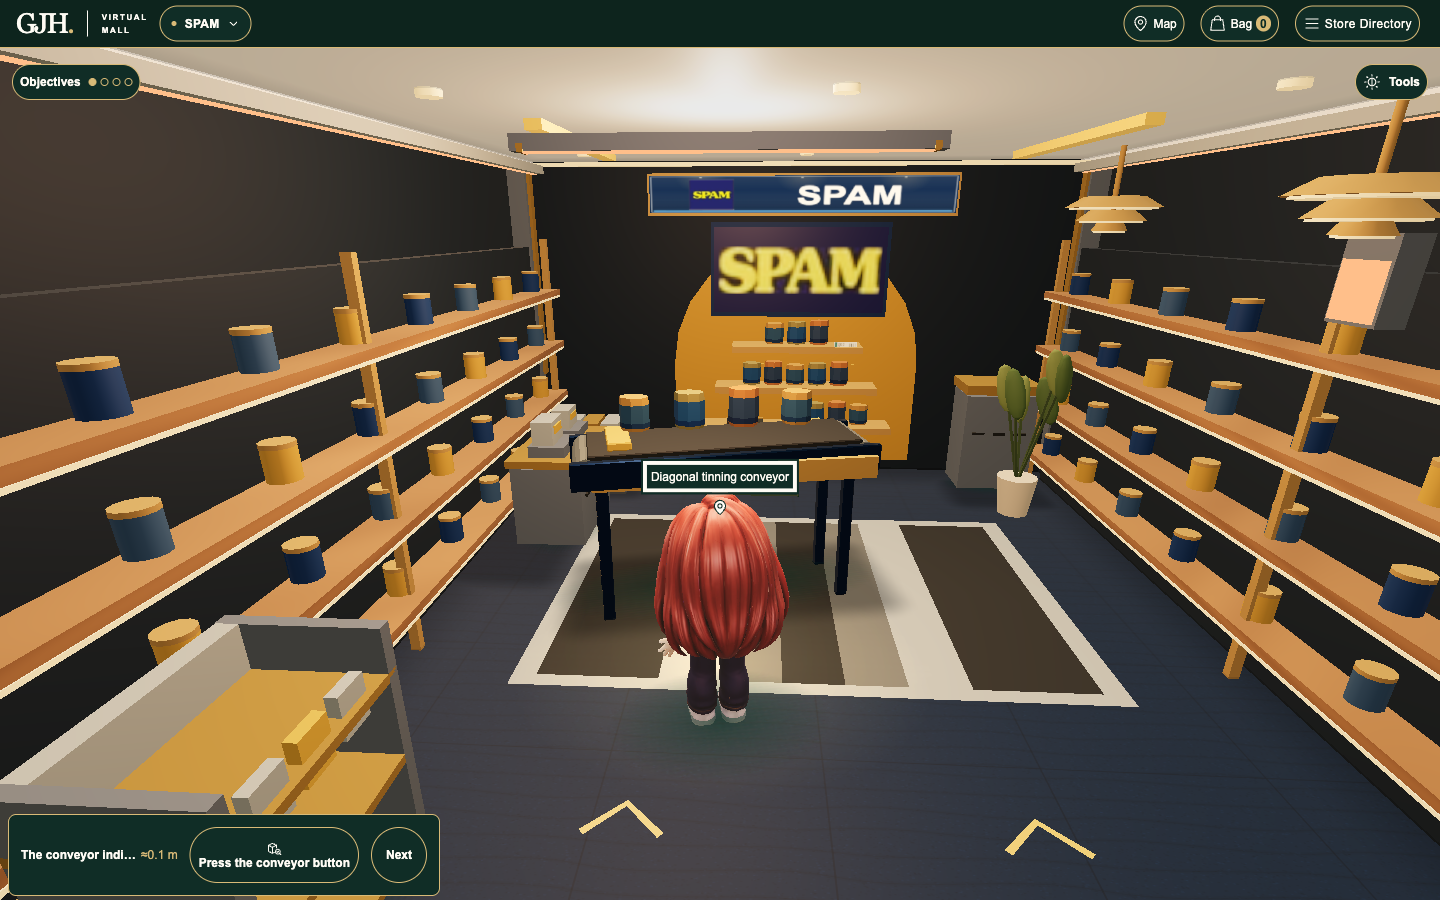 GJH.
VIRTUAL
MALL
SPAM
Map
Bag 0
Store Directory
Objectives
Tools
SPAM SPAM
SPAM
Diagonal tinning conveyor
The conveyor indi... ≈0.1 m
Press the conveyor button
Next